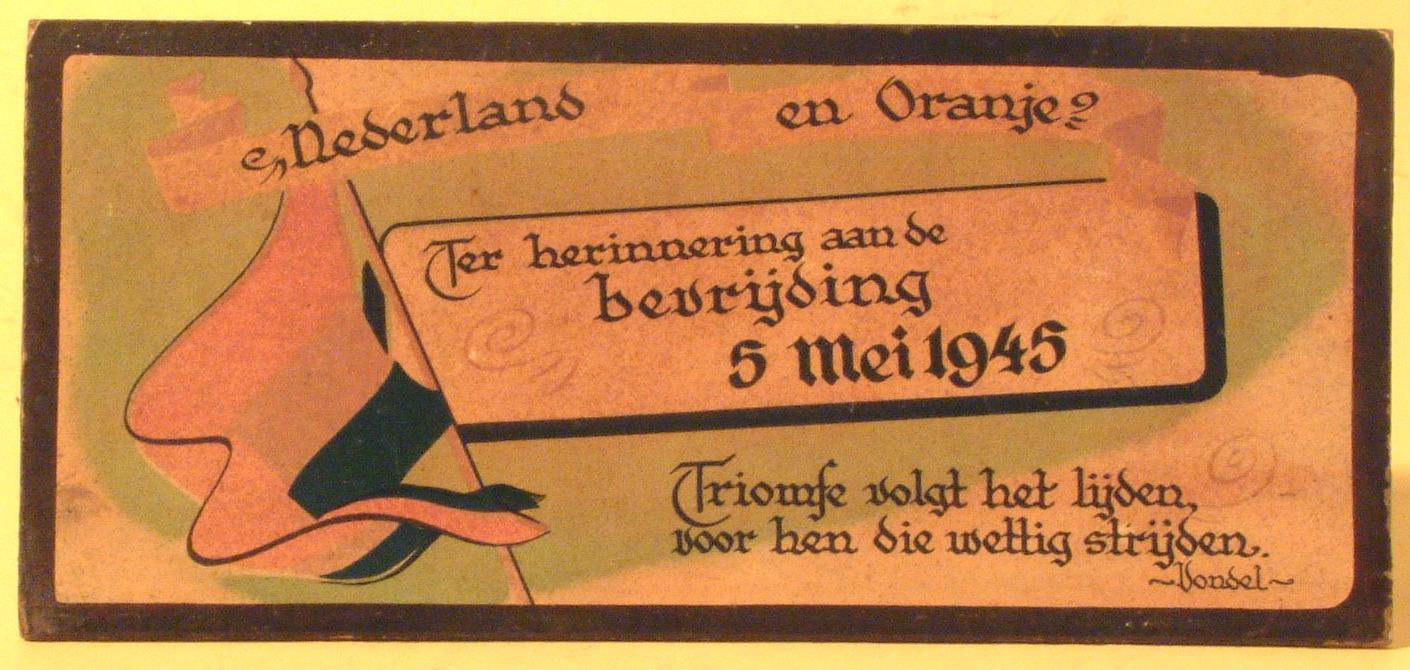 Nederland en Oranje
Ter herinnering aan de
bevrijding
5 Mei 1945
Triomfe volgt het lijden,
voor hen die wettig strijden.
~Vondel~